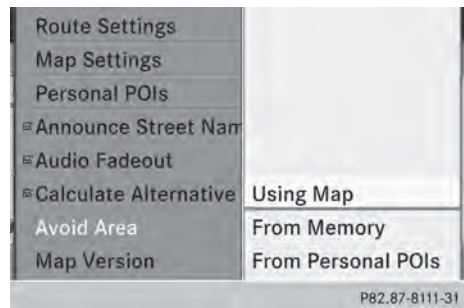 Route Settings
Map Settings
Personal POIs
Announce Street Nam
Audio Fadeout
Calculate Alternative
Avoid Area
Map Version
Using Map
From Memory
From Personal POIs
P82.87-8111-31